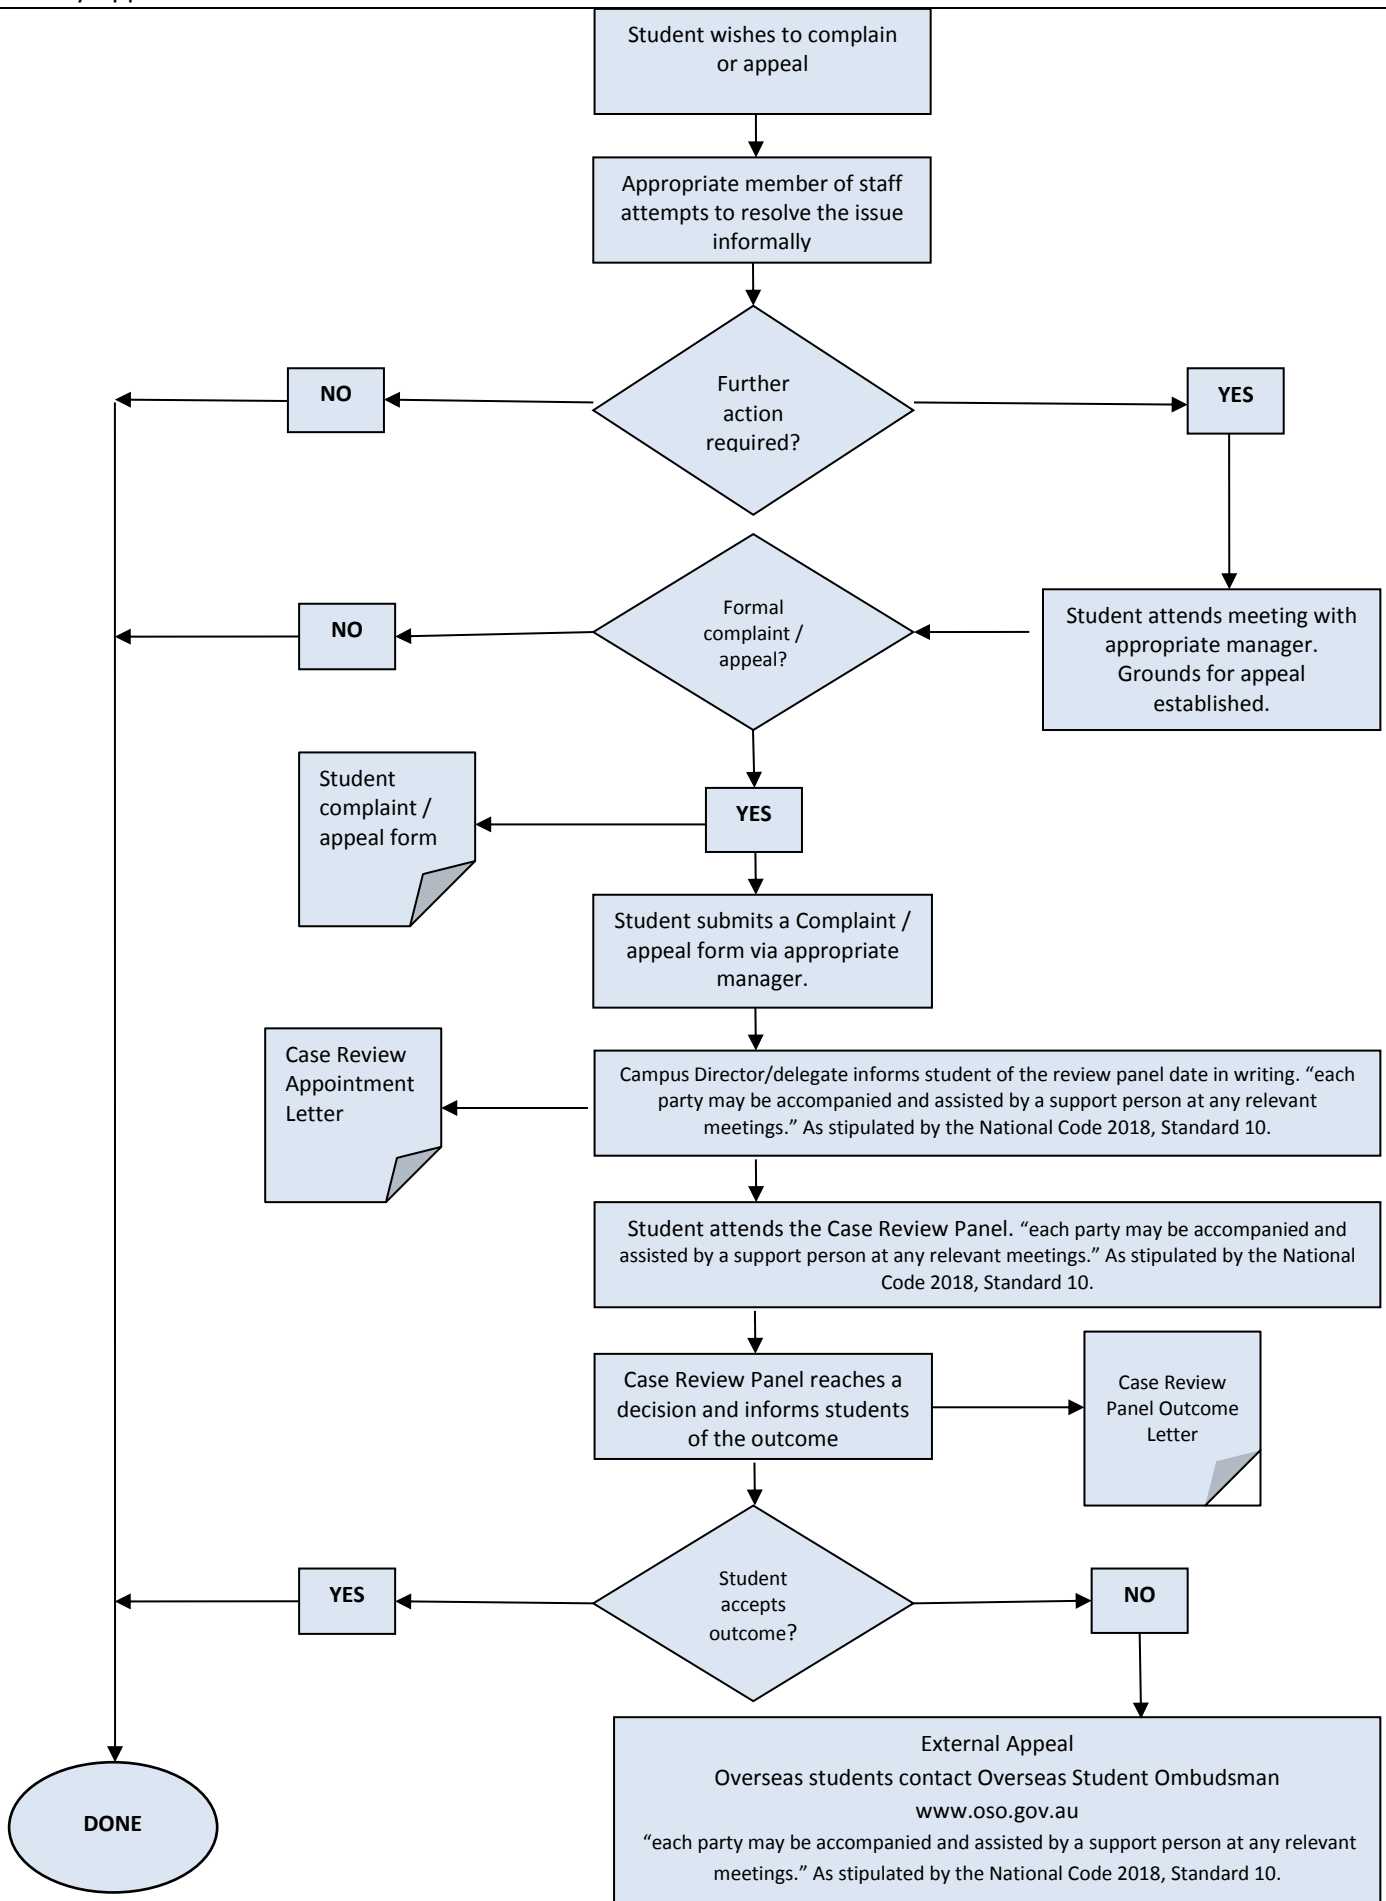 Student wishes to complain
or appeal
Appropriate member of staff
attempts to resolve the issue
informally
Further
action
required?
NO
YES
Student attends meeting with
appropriate manager.
Grounds for appeal
established.
Formal
complaint /
appeal?
NO
YES
Student
complaint /
appeal form
Student submits a Complaint /
appeal form via appropriate
manager.
Campus Director/delegate informs student of the review panel date in writing. “each
party may be accompanied and assisted by a support person at any relevant
meetings.” As stipulated by the National Code 2018, Standard 10.
Case Review
Appointment
Letter
Student attends the Case Review Panel. “each party may be accompanied and
assisted by a support person at any relevant meetings.” As stipulated by the National
Code 2018, Standard 10.
Case Review Panel reaches a
decision and informs students
of the outcome
Case Review
Panel Outcome
Letter
Student
accepts
outcome?
YES
NO
External Appeal
Overseas students contact Overseas Student Ombudsman
www.oso.gov.au
“each party may be accompanied and assisted by a support person at any relevant
meetings.” As stipulated by the National Code 2018, Standard 10.
DONE